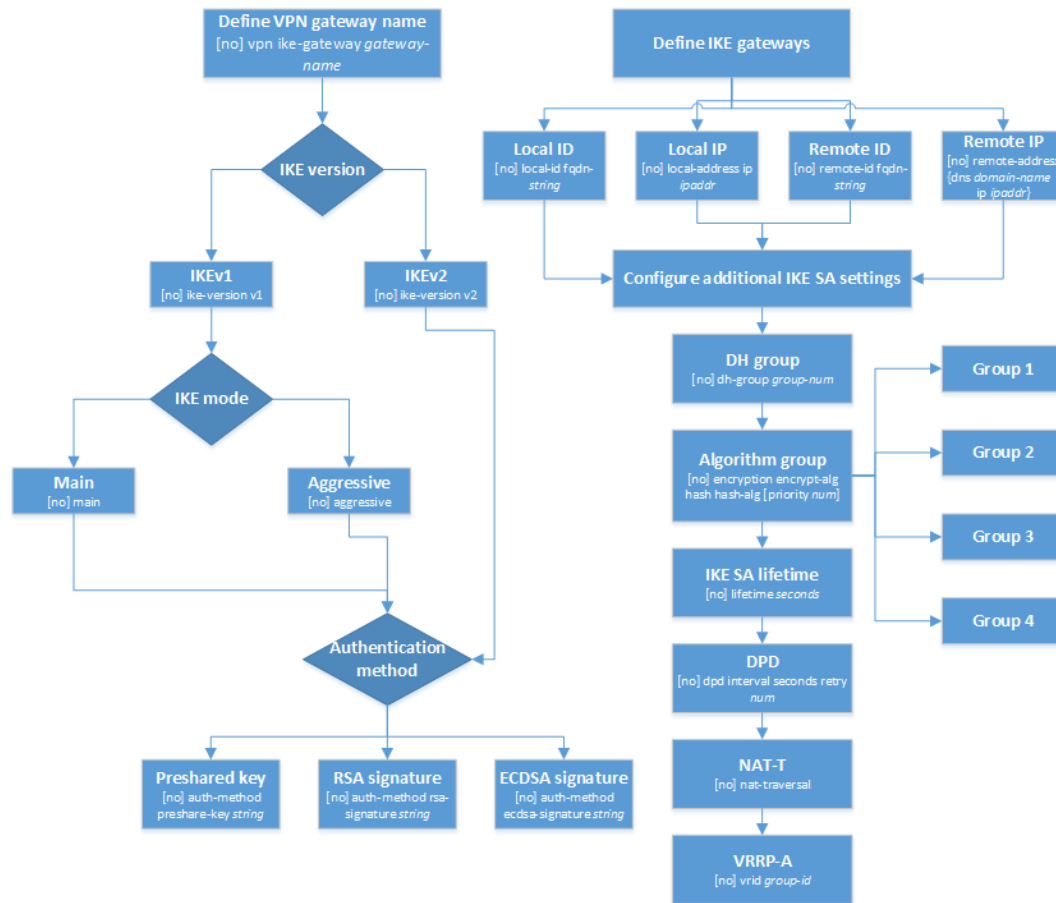 Define VPN gateway name
[no] vpn ike-gateway gateway-
name
IKE version
IKEv1
[no] ike-version v1
IKEv2
[no] ike-version v2
IKE mode
Main
[no] main
Aggressive
[no] aggressive
Authentication
method
Preshared key
[no] auth-method
preshare-key string
RSA signature
[no] auth-method rsa-
signature string
ECDSA signature
[no] auth-method
ecdsa-signature string
Define IKE gateways
Local ID
[no] local-id fqdn-
string
Local IP
[no] local-address ip
ipaddr
Remote ID
[no] remote-id fqdn-
string
Remote IP
[no] remote-address
{dns domain-name
ip ipaddr}
Configure additional IKE SA settings
DH group
[no] dh-group group-num
Algorithm group
[no] encryption encrypt-alg
hash hash-alg [priority num]
Group 1
Group 2
Group 3
Group 4
IKE SA lifetime
[no] lifetime seconds
DPD
[no] dpd interval seconds retry
num
NAT-T
[no] nat-traversal
VRRP-A
[no] vrid group-id